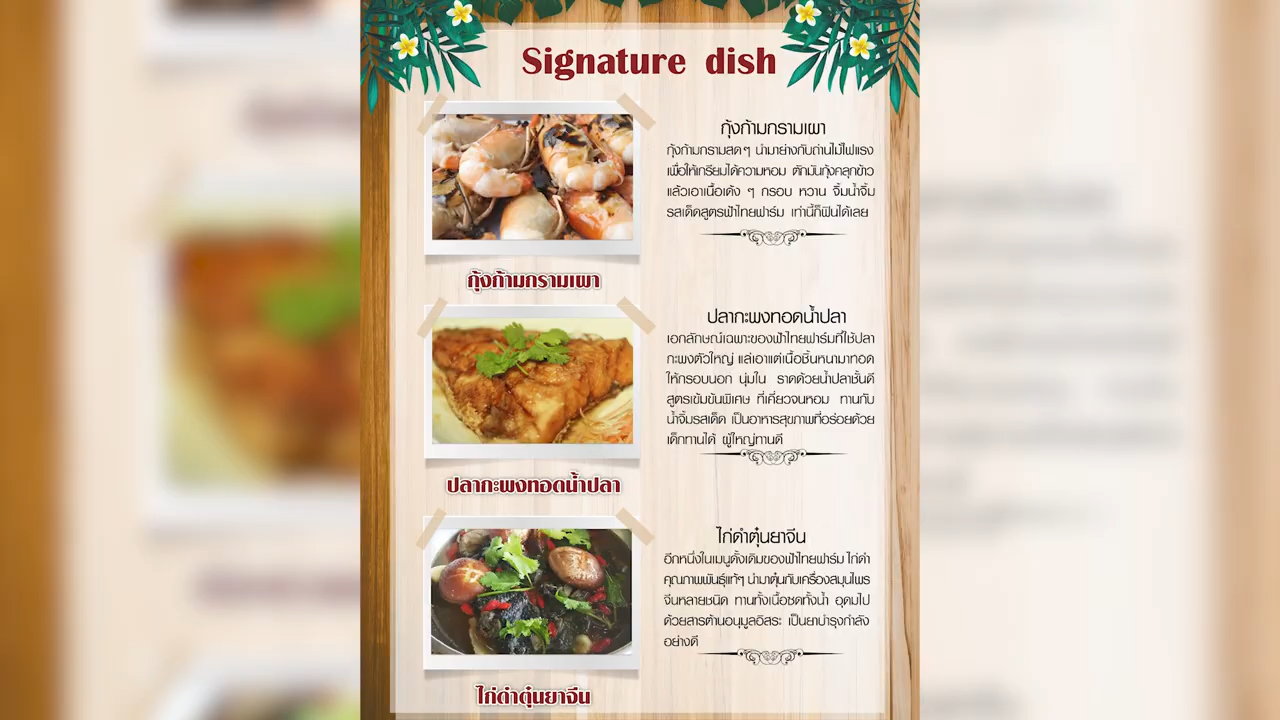 Signature dish
กุ้งก้ามกรามเผา
กุ้งก้ามกรามสดๆ นำมาย่างกับถ่านไม้ไฟแรง
เพื่อให้เกรียมได้ความหอม ตักมันกุ้งคลุกข้าว
แล้วเอาเนื้อเด้ง ๆ กรอบ หวาน จิ้มน้ำจิ้ม
รสเด็ดสูตรฟ้าไทยฟาร์ม เท่านี้ก็ฟินได้เลย
กุ้งก้ามกรามเผา
ปลากะพงทอดน้ำปลา
เอกลักษณ์เฉพาะของฟ้าไทยฟาร์มที่ใช้ปลา
กะพงตัวใหญ่ แล่เอาแต่เนื้อชิ้นหนามาทอด
ให้กรอบนอก นุ่มใน ราดด้วยน้ำปลาชั้นดี
สูตรเข้มข้นพิเศษ ที่เคี่ยวจนหอม ทานกับ
น้ำจิ้มรสเด็ด เป็นอาหารสุขภาพที่อร่อยด้วย
เด็กทานได้ ผู้ใหญ่ทานดี
ปลากะพงทอดน้ำปลา
ไก่ดำตุ๋นยาจีน
อีกหนึ่งในเมนูดั้งเดิมของฟ้าไทยฟาร์ม ไก่ดำ
คุณภาพพันธุ์แท้ๆ นำมาตุ๋นกับเครื่องสมุนไพร
จีนหลายชนิด ทานทั้งเนื้อซดทั้งน้ำ อุดมไป
ด้วยสารต้านอนุมูลอิสระ เป็นยาบำรุงกำลัง
อย่างดี
ไก่ดำตุ๋นยาจีน